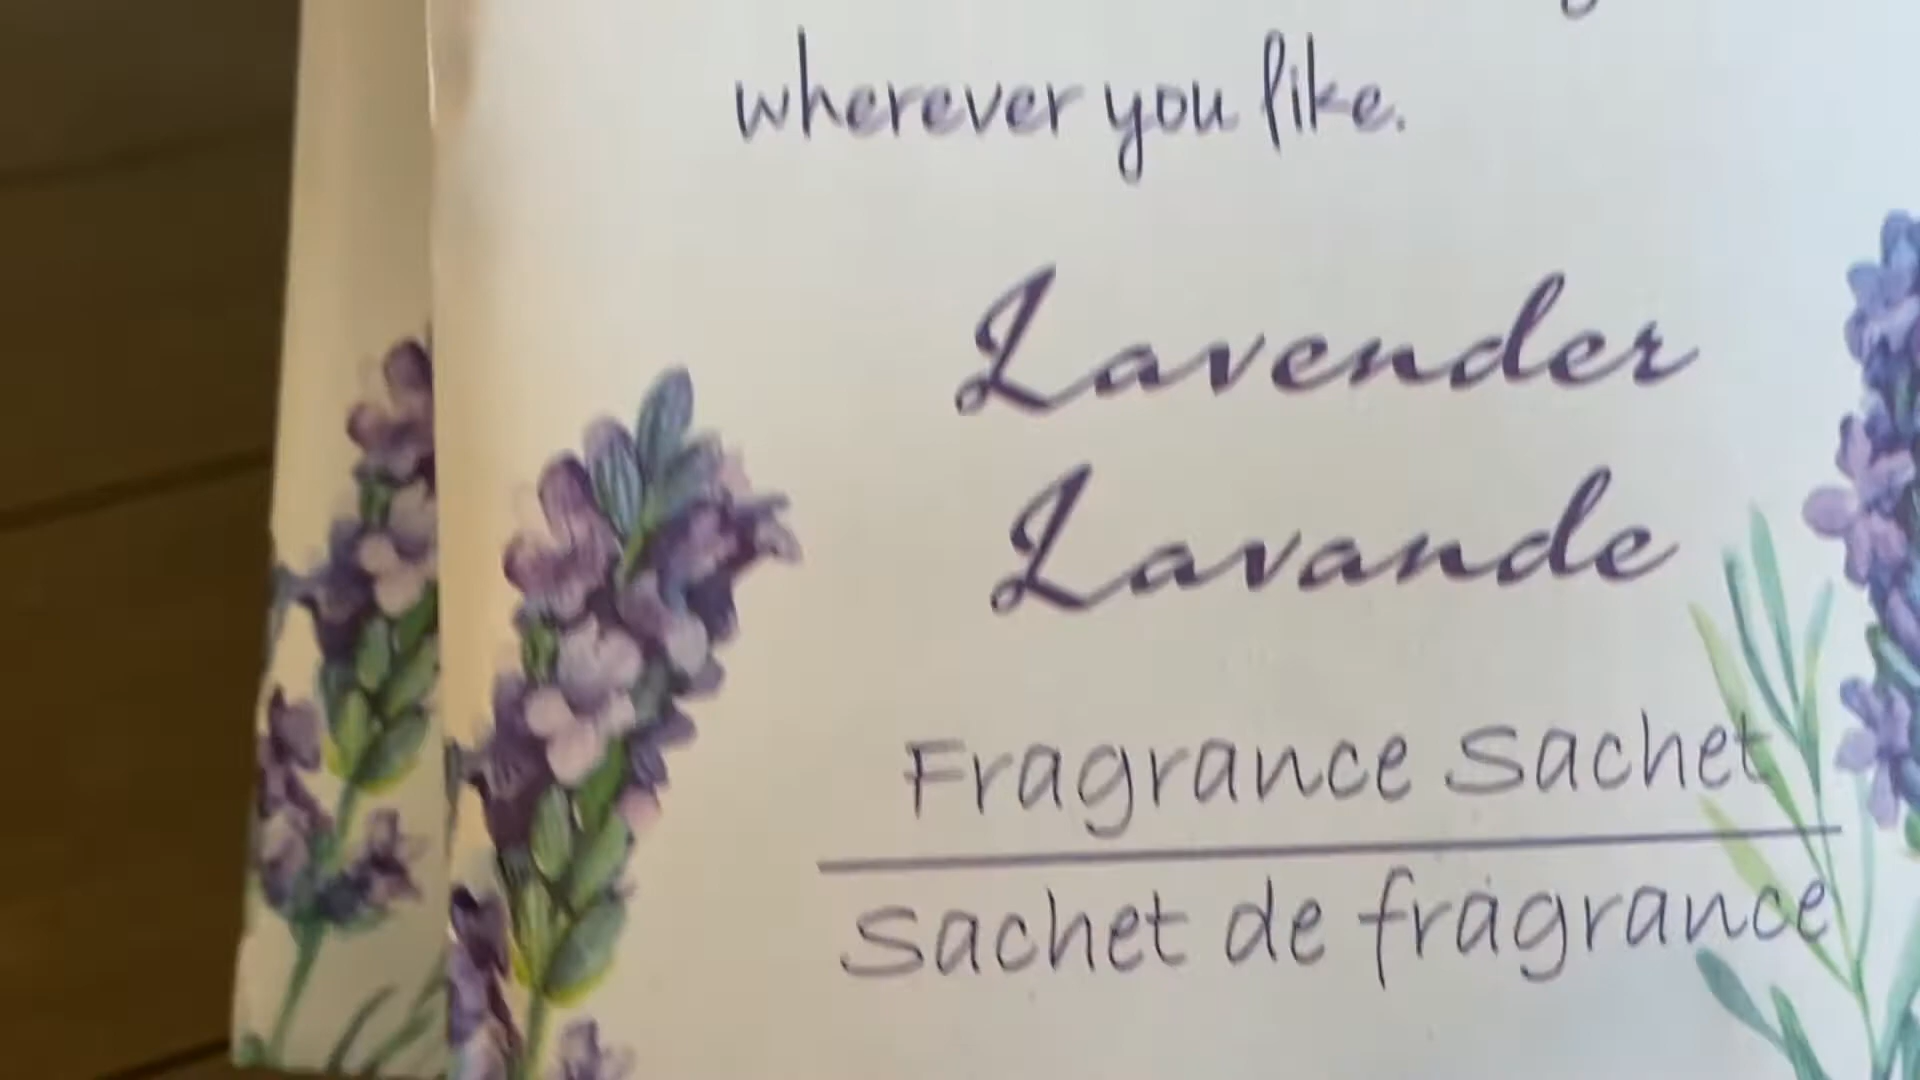 wherever you like.
Lavender
Lavande
Fragrance Sachet
Sachet de fragrance